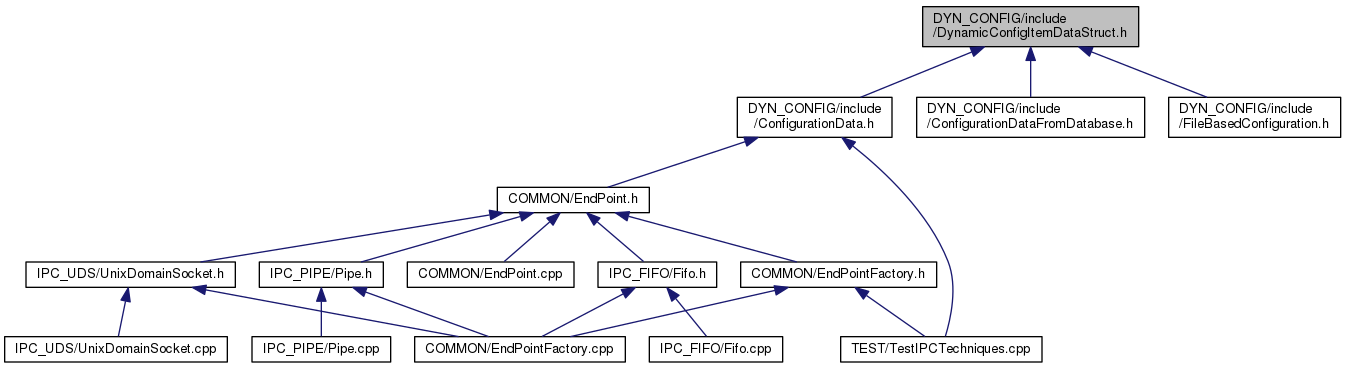 DYN_CONFIG/include
/DynamicConfigItemDataStruct.h
DYN_CONFIG/include
/ConfigurationData.h
DYN_CONFIG/include
/ConfigurationDataFromDatabase.h
DYN_CONFIG/include
/FileBasedConfiguration.h
COMMON/EndPoint.h
IPC_UDS/UnixDomainSocket.h
IPC_PIPE/Pipe.h
COMMON/EndPoint.cpp
IPC_FIFO/Fifo.h
COMMON/EndPointFactory.h
IPC_UDS/UnixDomainSocket.cpp
IPC_PIPE/Pipe.cpp
COMMON/EndPointFactory.cpp
IPC_FIFO/Fifo.cpp
TEST/TestIPCTechniques.cpp